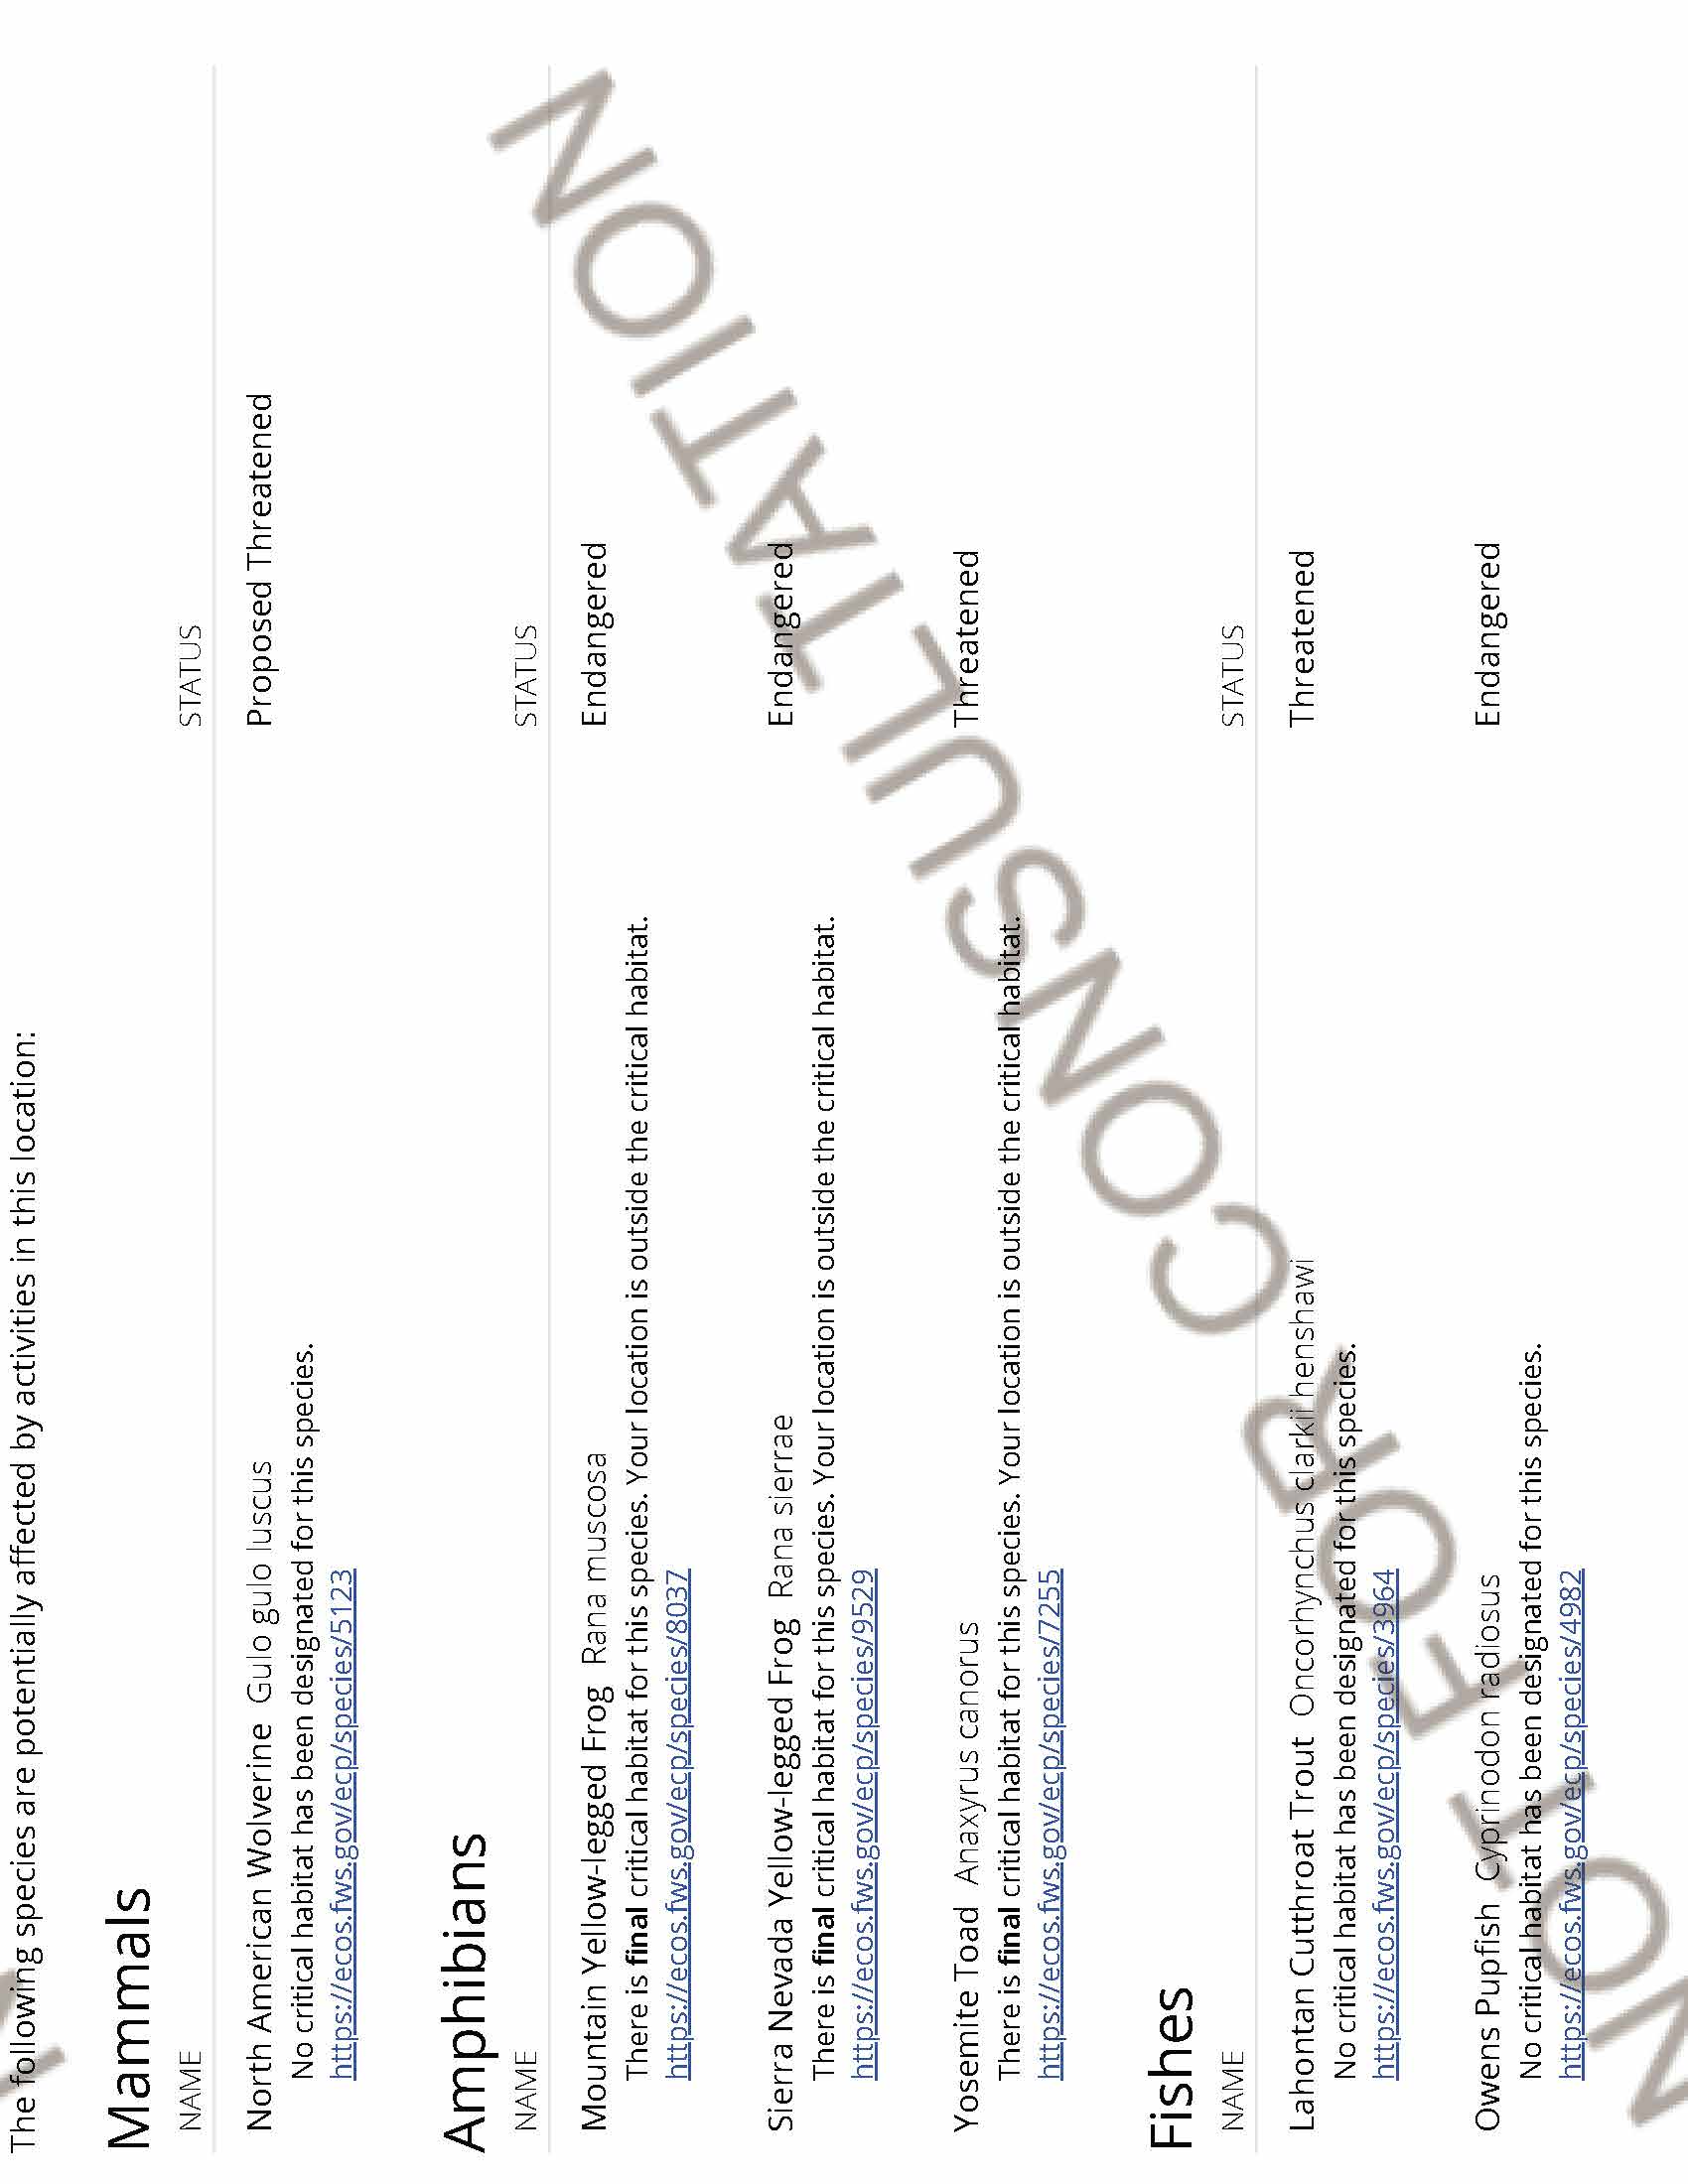 The following species are potentially affected by activities in this location:
Mammals
NAME STATUS
North American Wolverine Gulo gulo luscus Proposed Threatened
No critical habitat has been designated for this species.
https://ecos.fws.gov/ecp/species/5123
Amphibians
NAME STATUS
Mountain Yellow-legged Frog Rana muscosa Endangered
There is final critical habitat for this species. Your location is outside the critical habitat.
https://ecos.fws.gov/ecp/species/8037
Sierra Nevada Yellow-legged Frog Rana sierrae Endangered
There is final critical habitat for this species. Your location is outside the critical habitat.
https://ecos.fws.gov/ecp/species/9529
Yosemite Toad Anaxyrus canorus Threatened
There is final critical habitat for this species. Your location is outside the critical habitat.
https://ecos.fws.gov/ecp/species/7255
Fishes
NAME STATUS
Lahontan Cutthroat Trout Oncorhynchus clarkii henshawi Threatened
No critical habitat has been designated for this species.
https://ecos.fws.gov/ecp/species/3964
Owens Pupfish Cyprinodon radiosus Endangered
No critical habitat has been designated for this species.
https://ecos.fws.gov/ecp/species/4982
NOT FOR CONSULTATION